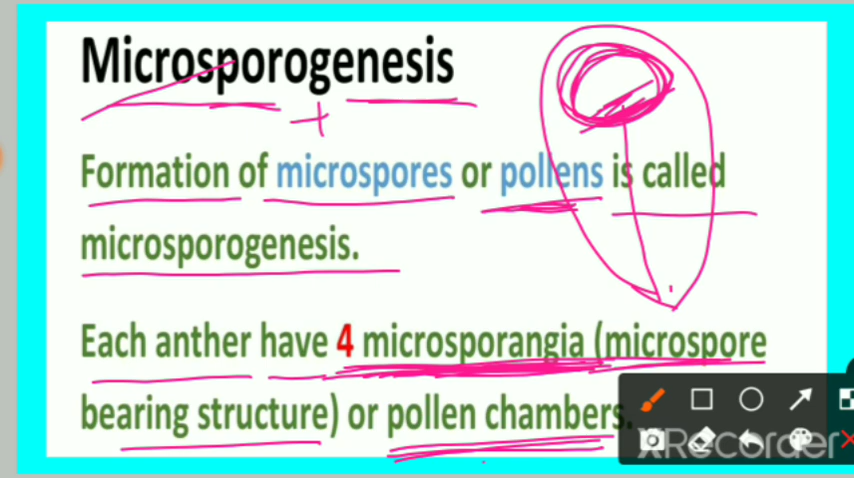 Microsporogenesis
Formation of microspores or pollens is called
microsporogenesis.
Each anther have 4 microsporangia (microspore
bearing structure) or pollen chambers.
XRecorder